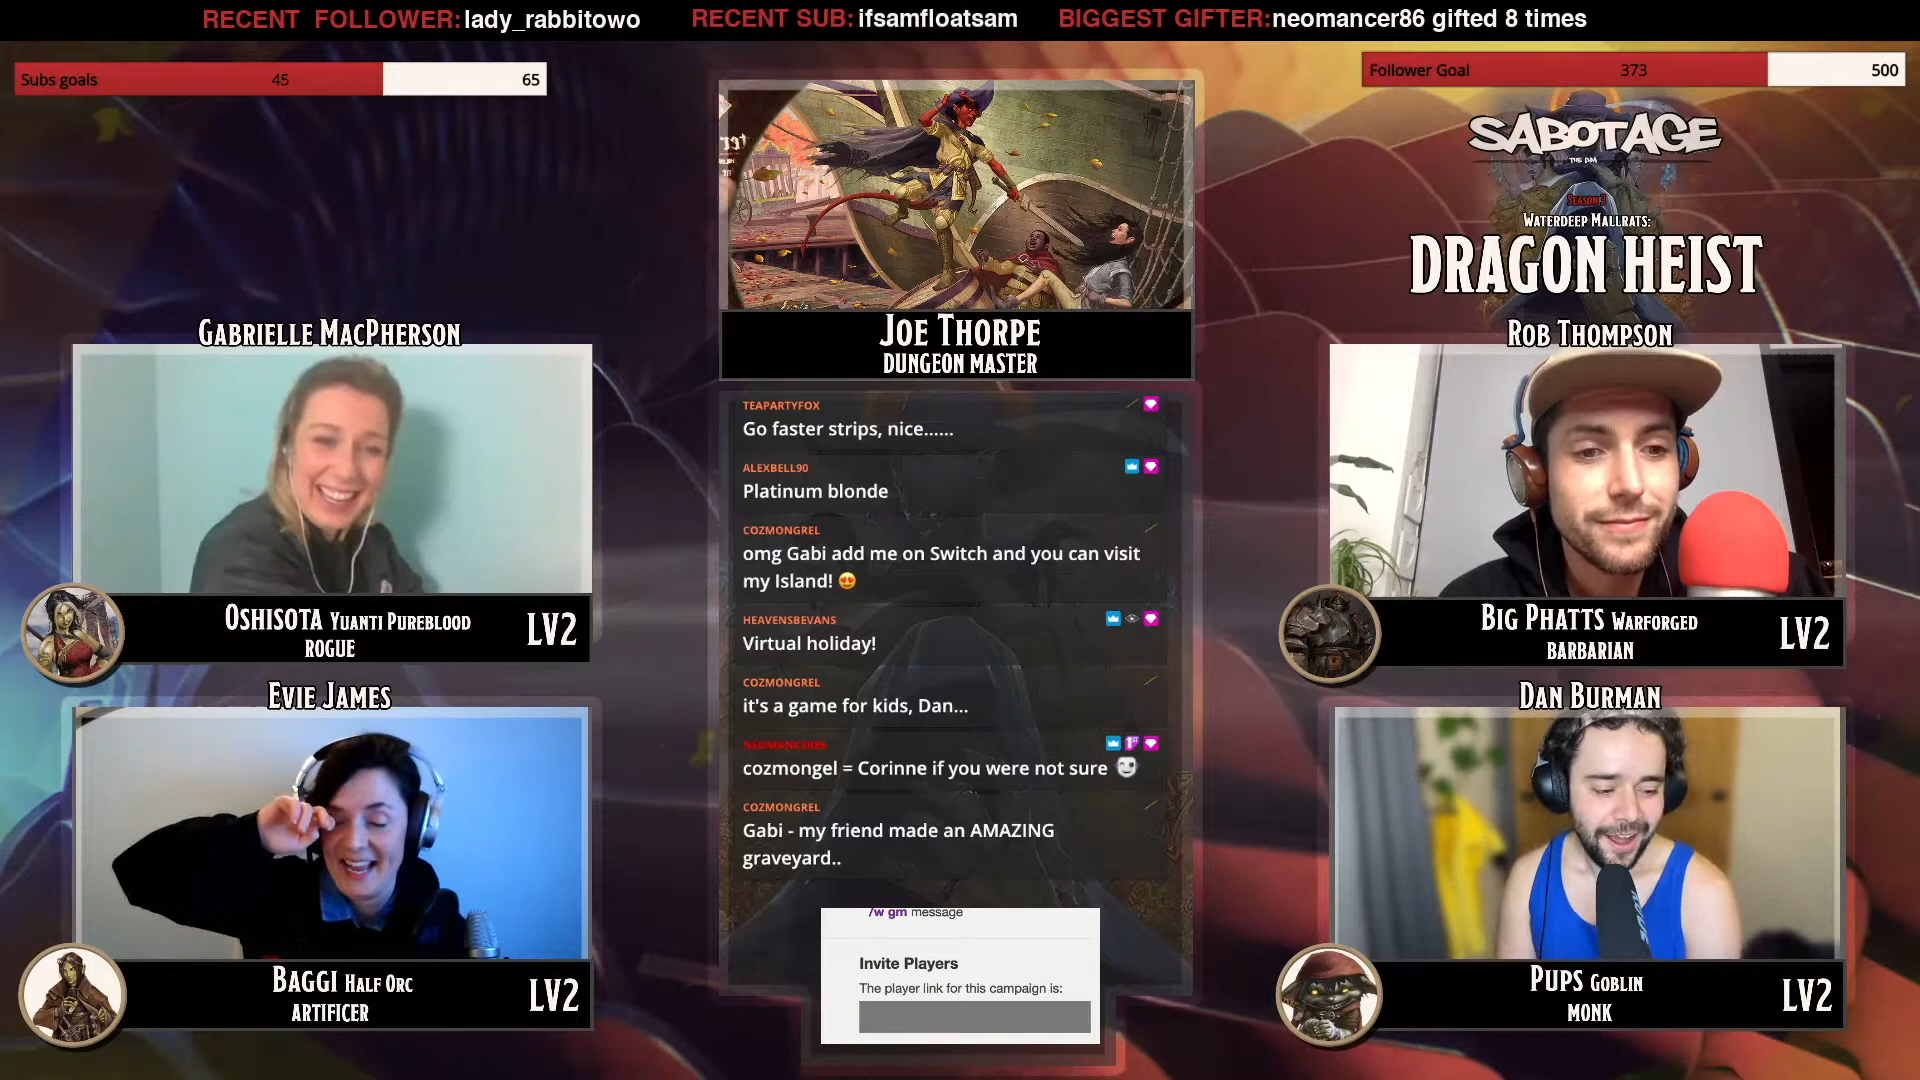 RECENT FOLLOWER: lady_rabbitowo RECENT SUB: ifsamfloatsam BIGGEST GIFTER: neomancer86 gifted 8 times
Subs goals 45 65
Follower Goal 373 500
SABOTAGE
SEASON 1
WATERDEEP MALLRATS:
DRAGON HEIST
JOE THORPE
DUNGEON MASTER
GABRIELLE MACPHERSON
OSHISOTA YUANTI PUREBLOOD
ROGUE
LV2
EVIE JAMES
BAGGI HALF ORC
ARTIFICER
LV2
TEAPARTYFOX
Go faster strips, nice......
ALEXBELL90
Platinum blonde
COZMONGREL
omg Gabi add me on Switch and you can visit
my Island! 😍
HEAVENSBEVANS
Virtual holiday!
COZMONGREL
it's a game for kids, Dan...
NEOMANCER86
cozmongel = Corinne if you were not sure
COZMONGREL
Gabi - my friend made an AMAZING
graveyard..
/w gm message
Invite Players
The player link for this campaign is:
ROB THOMPSON
BIG PHATTS WARFORGED
BARBARIAN
LV2
DAN BURMAN
PUPS GOBLIN
MONK
LV2